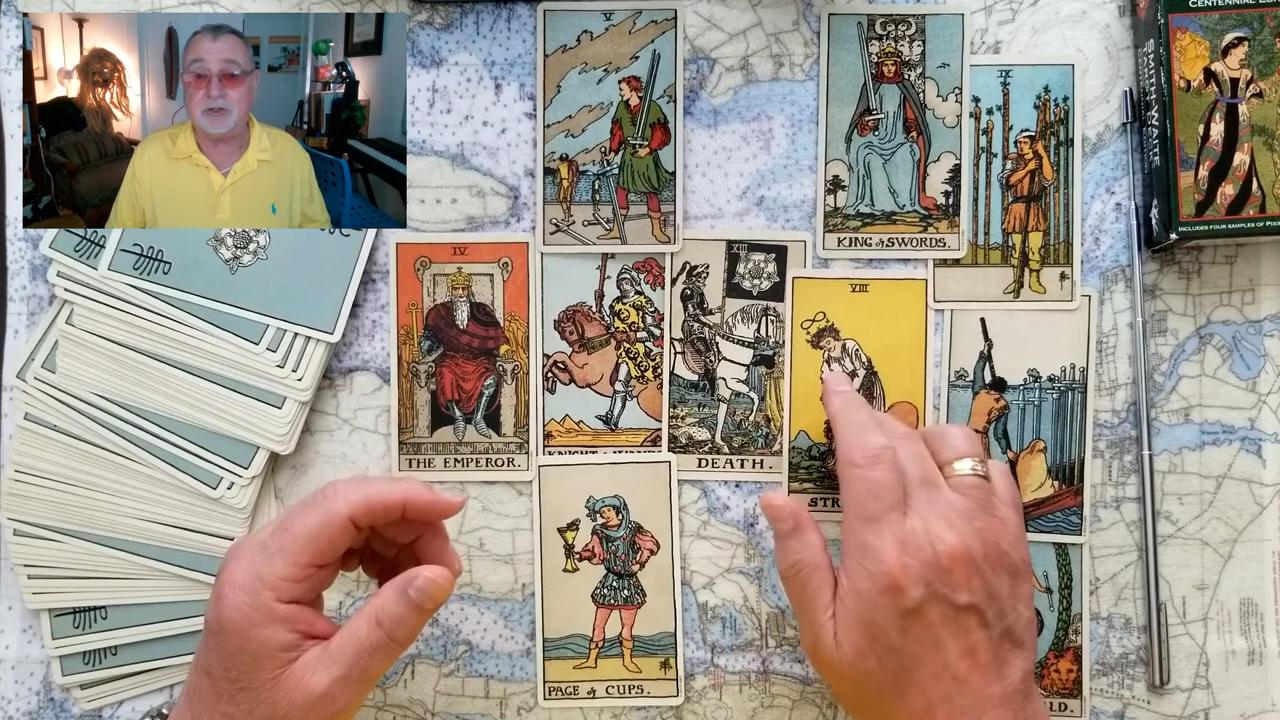 V
KING of SWORDS.
IX
CENTENNIAL
SMITH-WAITE
INCLUDES FOUR SAMPLES OF
IV
THE EMPEROR.
XIII
DEATH.
VIII
STR
PAGE of CUPS.
LD.